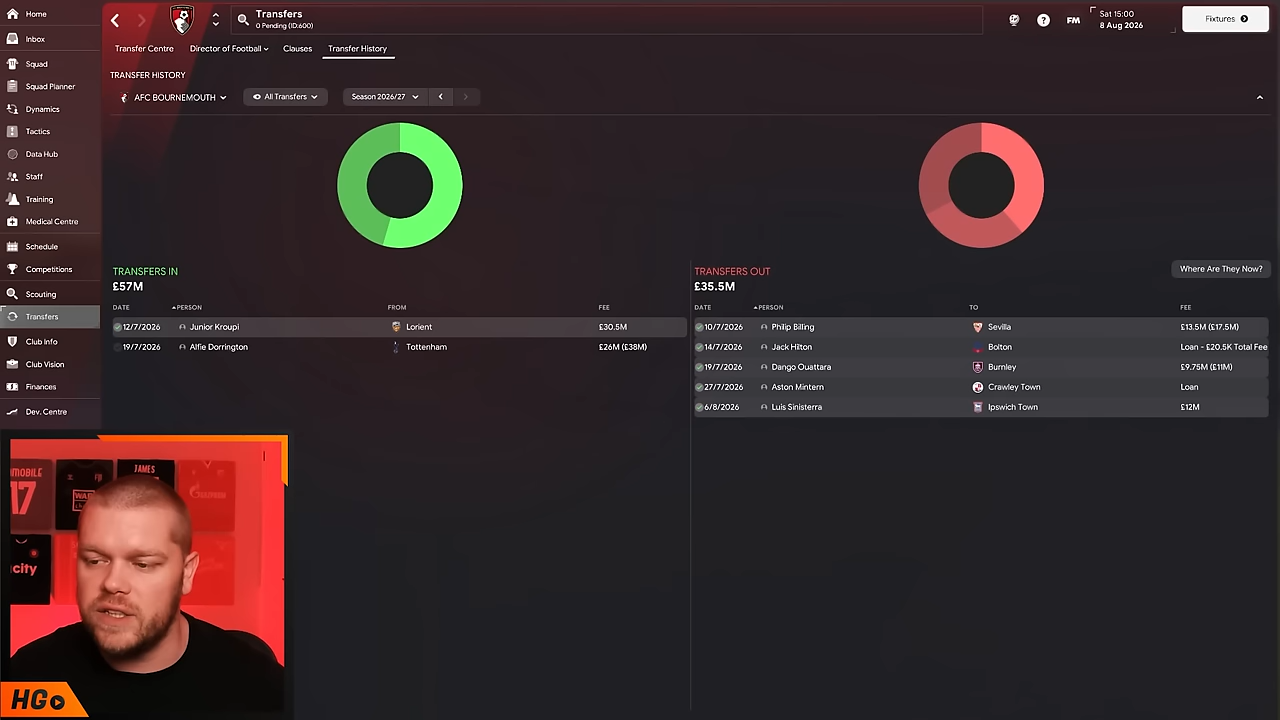 Home
Inbox
Squad
Squad Planner
Dynamics
Tactics
Data Hub
Staff
Training
Medical Centre
Schedule
Competitions
Scouting
Transfers
Club Info
Club Vision
Finances
Dev. Centre
Transfers
0 Pending (ID:600)
FM
Sat 15:00
8 Aug 2026
Fixtures
Transfer Centre Director of Football Clauses Transfer History
TRANSFER HISTORY
AFC BOURNEMOUTH All Transfers Season 2026/27
TRANSFERS IN
£57M
DATE PERSON FROM FEE
12/7/2026 Junior Kroupi Lorient £30.5M
19/7/2026 Alfie Dorrington Tottenham £26M (£38M)
TRANSFERS OUT
Where Are They Now?
£35.5M
DATE PERSON TO FEE
10/7/2026 Philip Billing Sevilla £13.5M (£17.5M)
14/7/2026 Jack Hilton Bolton Loan - £20.5K Total Fee
19/7/2026 Dango Ouattara Burnley £9.75M (£11M)
27/7/2026 Aston Mintern Crawley Town Loan
6/8/2026 Luis Sinisterra Ipswich Town £12M
OMOBILE
17
JAMES
city
HG